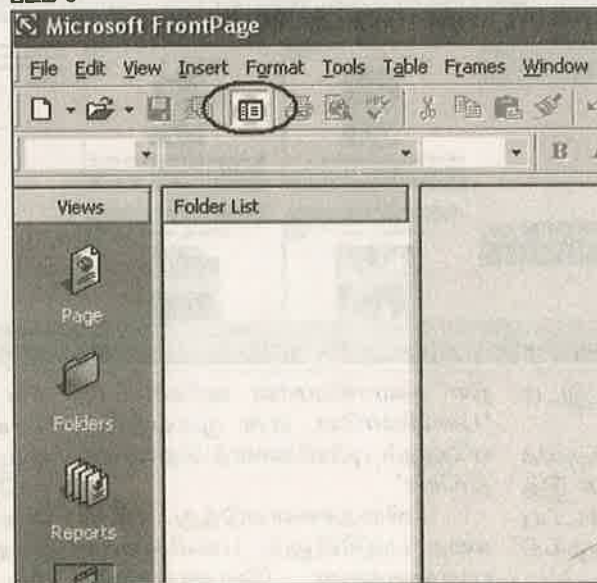 Microsoft FrontPage
File Edit View Insert Format Tools Table Frames Window
B
Views
Folder List
Page
Folders
Reports